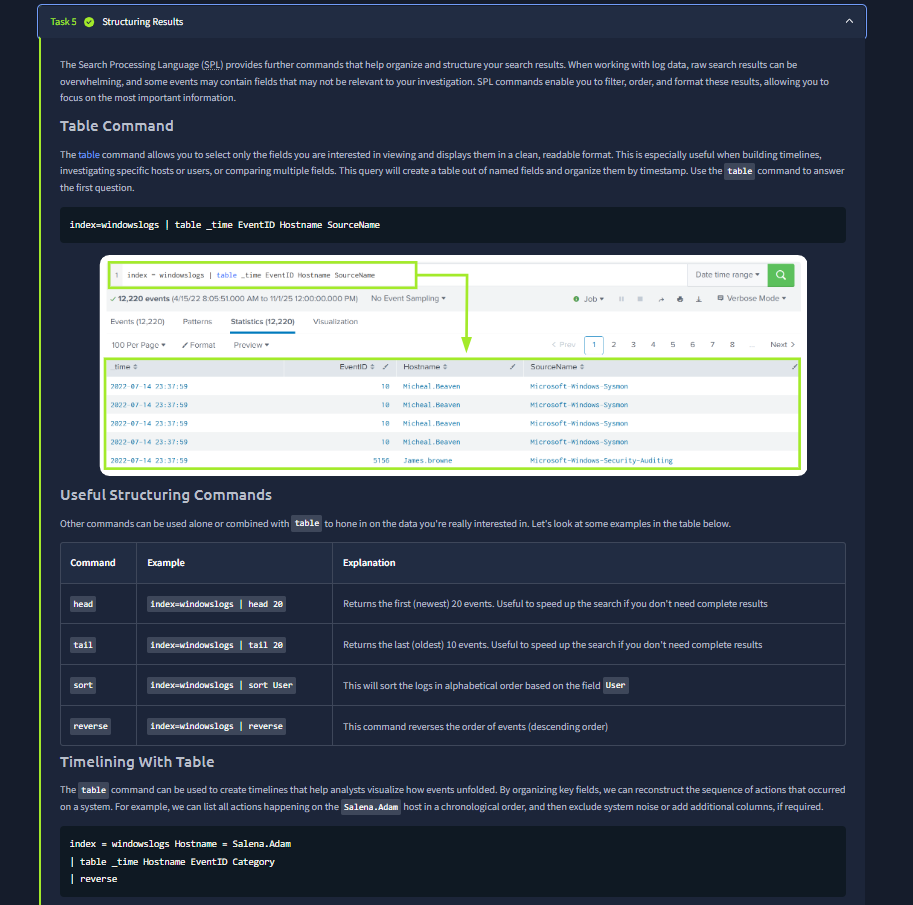 Task 5 Structuring Results
The Search Processing Language (SPL) provides further commands that help organize and structure your search results. When working with log data, raw search results can be
overwhelming, and some events may contain fields that may not be relevant to your investigation. SPL commands enable you to filter, order, and format these results, allowing you to
focus on the most important information.
Table Command
The table command allows you to select only the fields you are interested in viewing and displays them in a clean, readable format. This is especially useful when building timelines,
investigating specific hosts or users, or comparing multiple fields. This query will create a table out of named fields and organize them by timestamp. Use the table command to answer
the first question.
index=windowslogs | table _time EventID Hostname SourceName
1 index = windowslogs | table _time EventID Hostname SourceName Date time range
12,220 events (4/15/22 8:05:51.000 AM to 11/1/25 12:00:00.000 PM) No Event Sampling Job Verbose Mode
Events (12,220) Patterns Statistics (12,220) Visualization
100 Per Page Format Preview < Prev 1 2 3 4 5 6 7 8 ... Next >
_time EventID Hostname SourceName
2022-07-14 23:37:59 10 Micheal.Beaven Microsoft-Windows-Sysmon
2022-07-14 23:37:59 10 Micheal.Beaven Microsoft-Windows-Sysmon
2022-07-14 23:37:59 10 Micheal.Beaven Microsoft-Windows-Sysmon
2022-07-14 23:37:59 10 Micheal.Beaven Microsoft-Windows-Sysmon
2022-07-14 23:37:59 5156 James.browne Microsoft-Windows-Security-Auditing
Useful Structuring Commands
Other commands can be used alone or combined with table to hone in on the data you're really interested in. Let's look at some examples in the table below.
Command Example Explanation
head index=windowslogs | head 20 Returns the first (newest) 20 events. Useful to speed up the search if you don't need complete results
tail index=windowslogs | tail 20 Returns the last (oldest) 10 events. Useful to speed up the search if you don't need complete results
sort index=windowslogs | sort User This will sort the logs in alphabetical order based on the field User
reverse index=windowslogs | reverse This command reverses the order of events (descending order)
Timelining With Table
The table command can be used to create timelines that help analysts visualize how events unfolded. By organizing key fields, we can reconstruct the sequence of actions that occurred
on a system. For example, we can list all actions happening on the Salena.Adam host in a chronological order, and then exclude system noise or add additional columns, if required.
index = windowslogs Hostname = Salena.Adam
| table _time Hostname EventID Category
| reverse